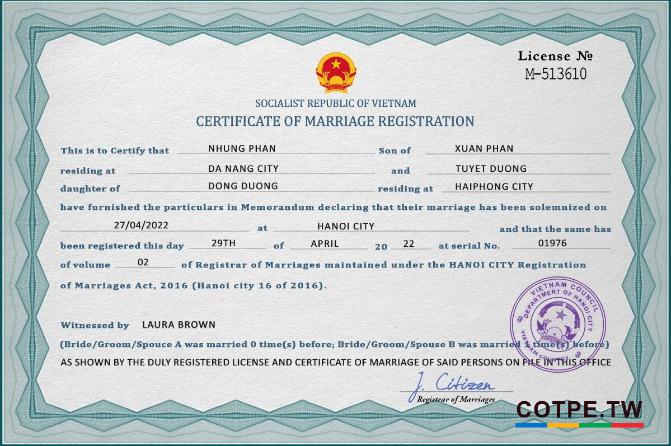 License №
M-513610
SOCIALIST REPUBLIC OF VIETNAM
CERTIFICATE OF MARRIAGE REGISTRATION
This is to Certify that NHUNG PHAN Son of XUAN PHAN
residing at DA NANG CITY and TUYET DUONG
daughter of DONG DUONG residing at HAIPHONG CITY
have furnished the particulars in Memorandum declaring that their marriage has been solemnized on
27/04/2022 at HANOI CITY and that the same has
been registered this day 29TH of APRIL 20 22 at serial No. 01976
of volume 02 of Registrar of Marriages maintained under the HANOI CITY Registration
of Marriages Act, 2016 (Hanoi city 16 of 2016).
VIETNAM COUNCIL
DEPARTMENT OF HANOI CITY
Witnessed by LAURA BROWN
(Bride/Groom/Spouce A was married 0 time(s) before; Bride/Groom/Spouse B was married 1 time(s) before)
AS SHOWN BY THE DULY REGISTERED LICENSE AND CERTIFICATE OF MARRIAGE OF SAID PERSONS ON FILE IN THIS OFFICE
J. Citizen
Registrar of Marriages
COTPE.TW